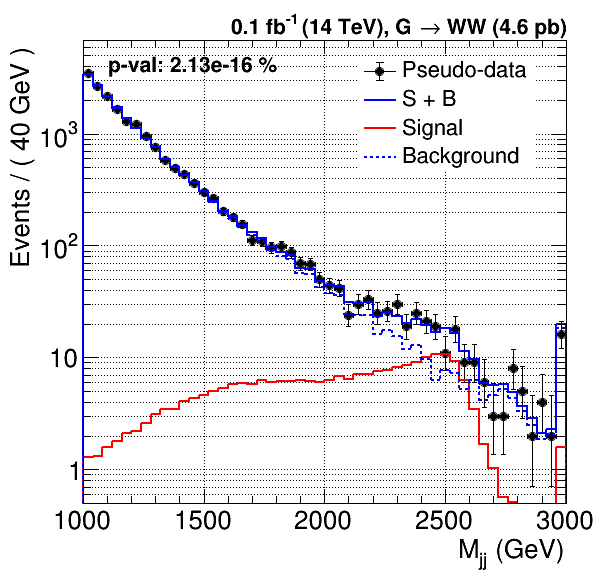 0.1 fb⁻¹ (14 TeV), G → WW (4.6 pb)
p-val: 2.13e-16 %
Pseudo-data
S + B
Signal
Background
Events / ( 40 GeV )
10³
10²
10
1
1000 1500 2000 2500 3000
M_jj (GeV)